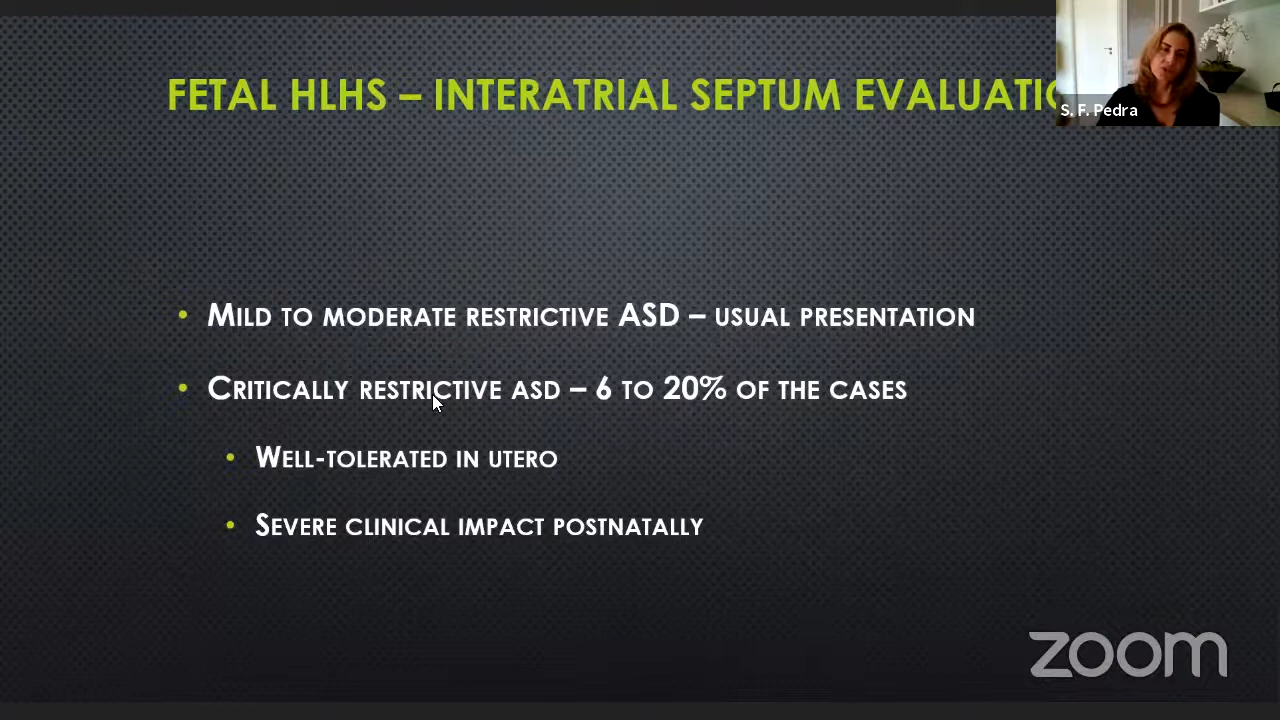 FETAL HLHS – INTERATRIAL SEPTUM
S. F. Pedra
• MILD TO MODERATE RESTRICTIVE ASD – USUAL PRESENTATION
• CRITICALLY RESTRICTIVE ASD – 6 TO 20% OF THE CASES
• WELL-TOLERATED IN UTERO
• SEVERE CLINICAL IMPACT POSTNATALLY
zoom